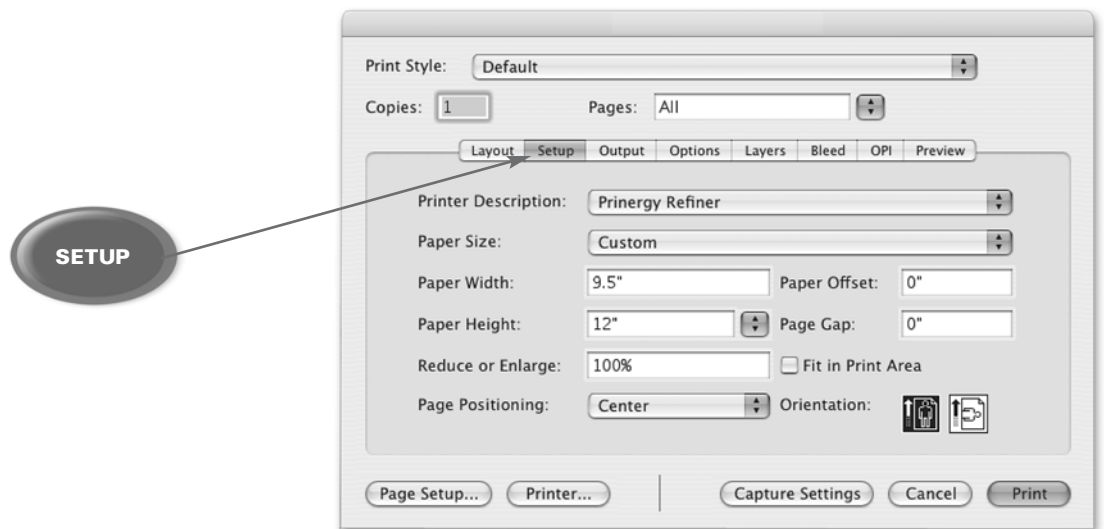 Print Style: Default
Copies: 1 Pages: All
Layout Setup Output Options Layers Bleed OPI Preview
Printer Description: Prinergy Refiner
SETUP
Paper Size: Custom
Paper Width: 9.5" Paper Offset: 0"
Paper Height: 12" Page Gap: 0"
Reduce or Enlarge: 100% Fit in Print Area
Page Positioning: Center Orientation:
Page Setup... Printer... Capture Settings Cancel Print